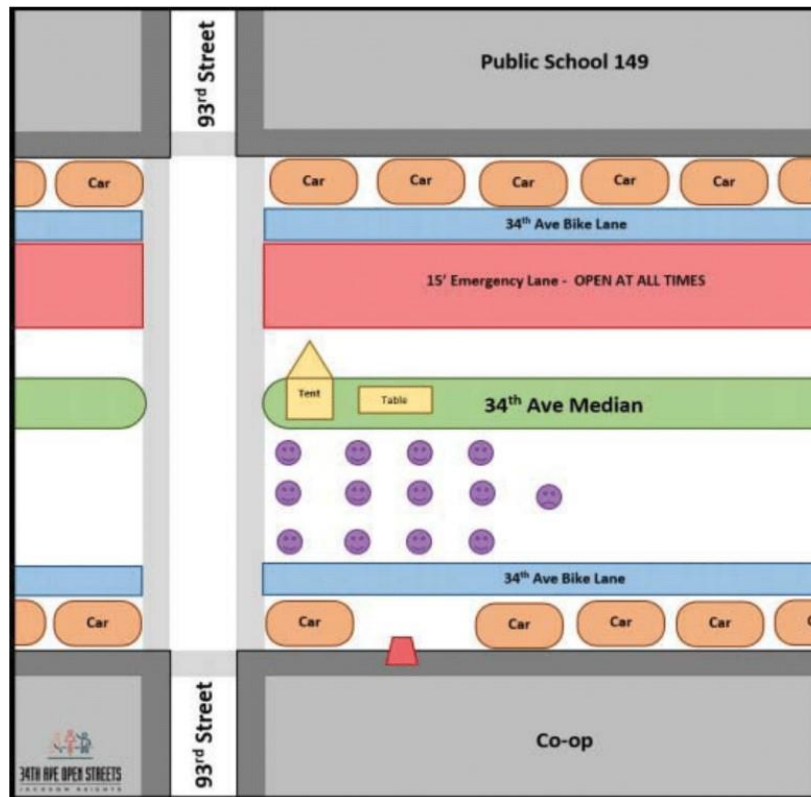 93rd Street
Public School 149
Car
Car
Car
Car
Car
Car
34th Ave Bike Lane
15' Emergency Lane - OPEN AT ALL TIMES
Tent
Table
34th Ave Median
34th Ave Bike Lane
Car
Car
Car
Car
Car
C
93rd Street
Co-op
34TH AVE OPEN STREETS
JACKSON HEIGHTS